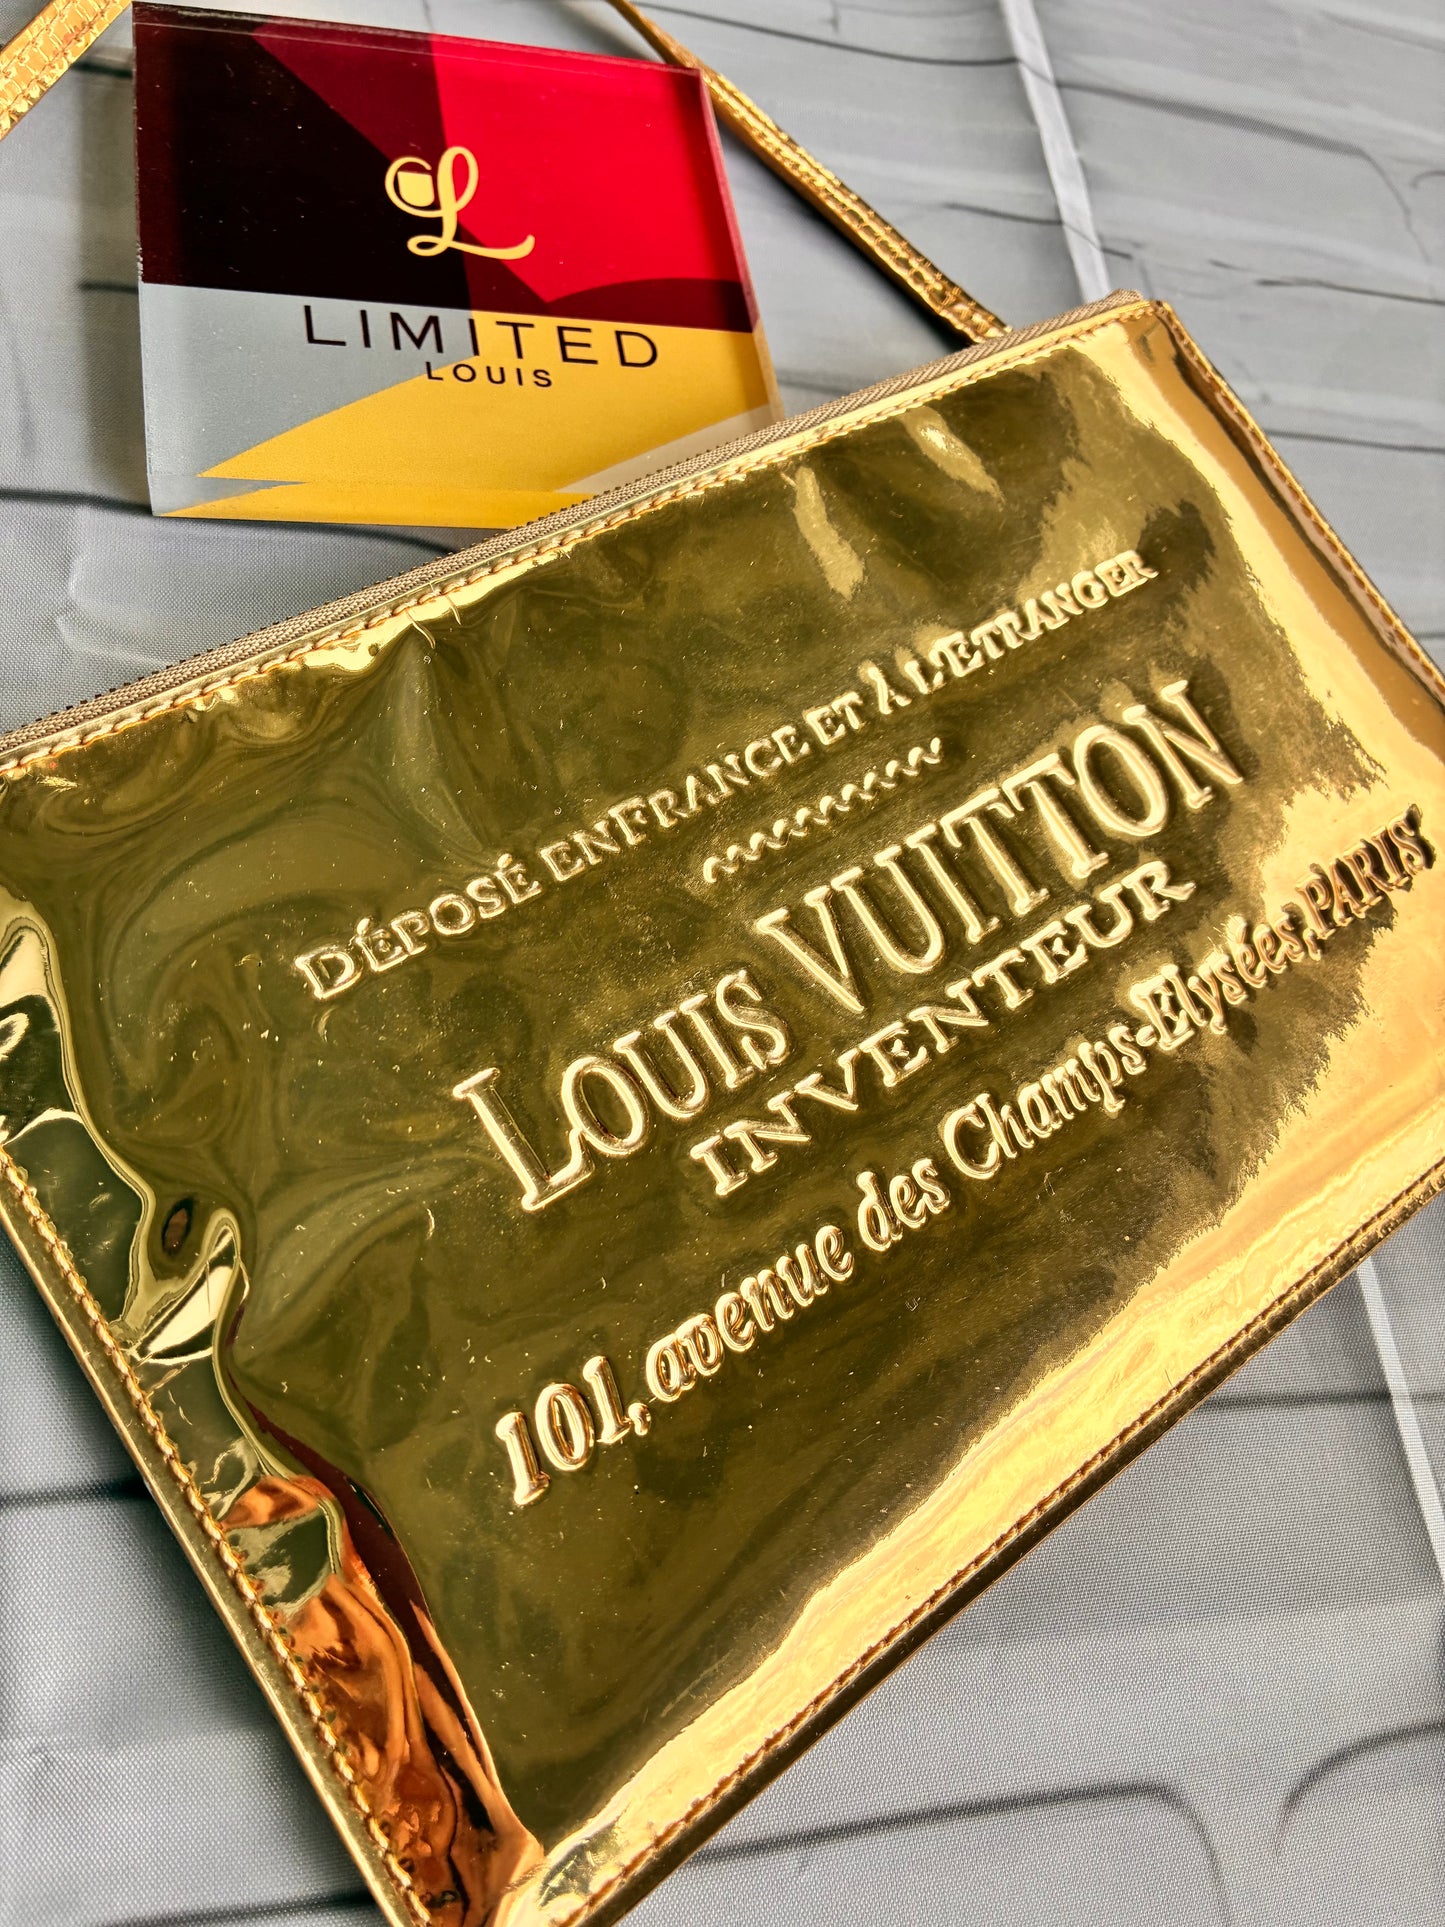 L
LIMITED
LOUIS
DÉPOSÉ EN FRANCE ET À L'ETRANGER
LOUIS VUITTON
INVENTEUR
101, avenue des Champs-Elysées, PARIS